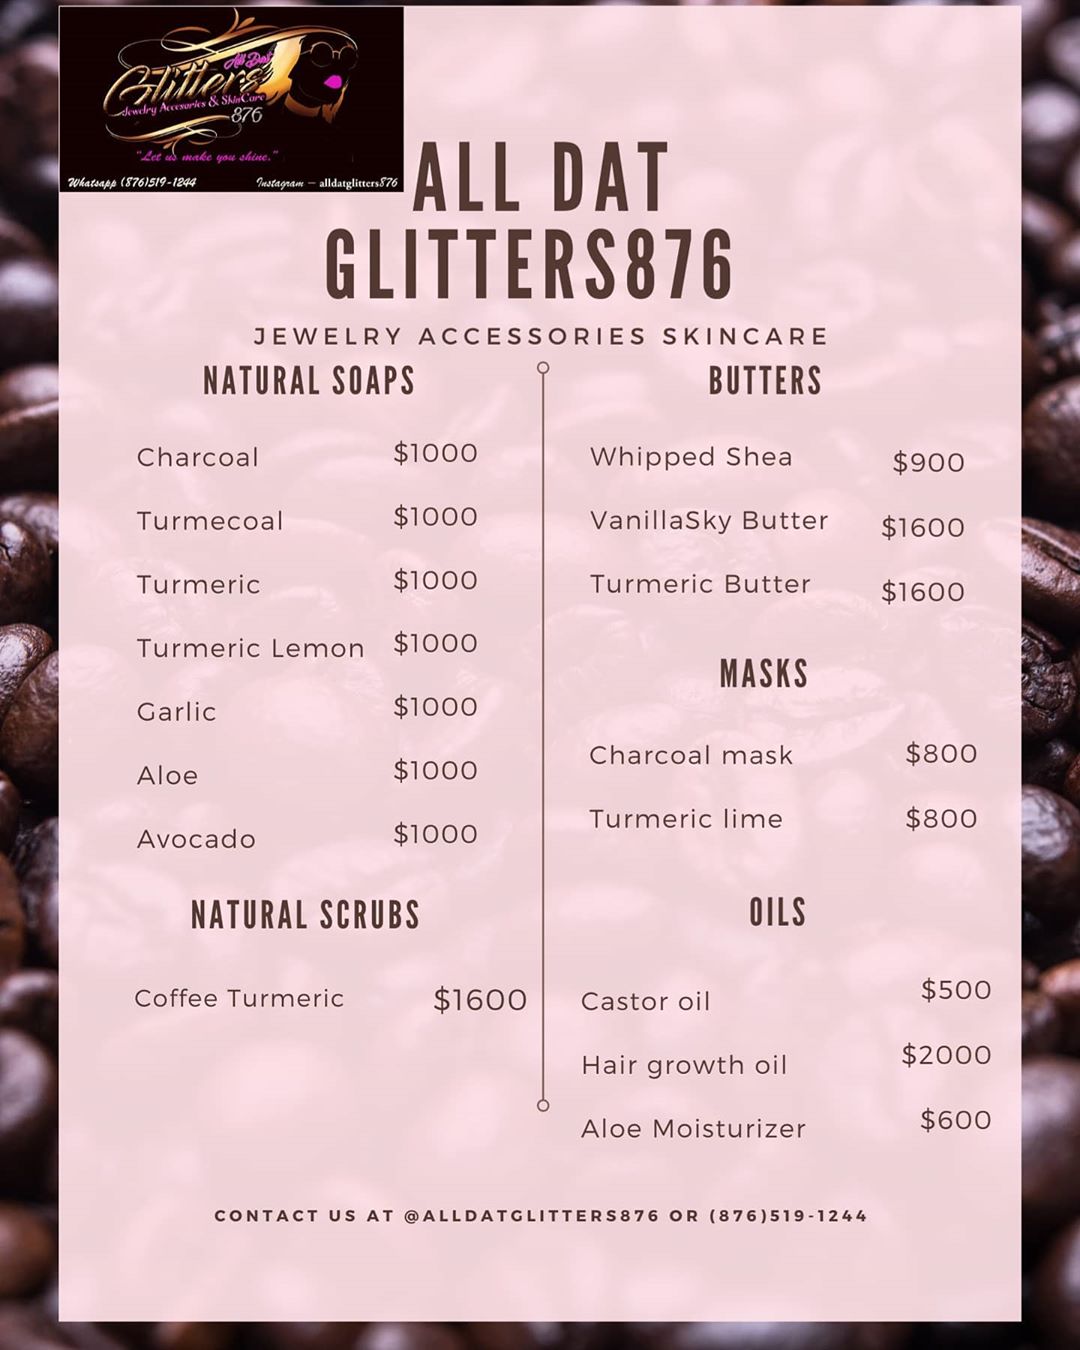 All Dat
Glitters
Jewelry Accesories & SkinCare
876
"Let us make you shine."
Whatsapp (876)519-1244
Instagram — alldatglitters876
ALL DAT
GLITTERS876
JEWELRY ACCESSORIES SKINCARE
NATURAL SOAPS
Charcoal $1000
Turmecoal $1000
Turmeric $1000
Turmeric Lemon $1000
Garlic $1000
Aloe $1000
Avocado $1000
NATURAL SCRUBS
Coffee Turmeric $1600
BUTTERS
Whipped Shea $900
VanillaSky Butter $1600
Turmeric Butter $1600
MASKS
Charcoal mask $800
Turmeric lime $800
OILS
Castor oil $500
Hair growth oil $2000
Aloe Moisturizer $600
CONTACT US AT @ALLDATGLITTERS876 OR (876)519-1244